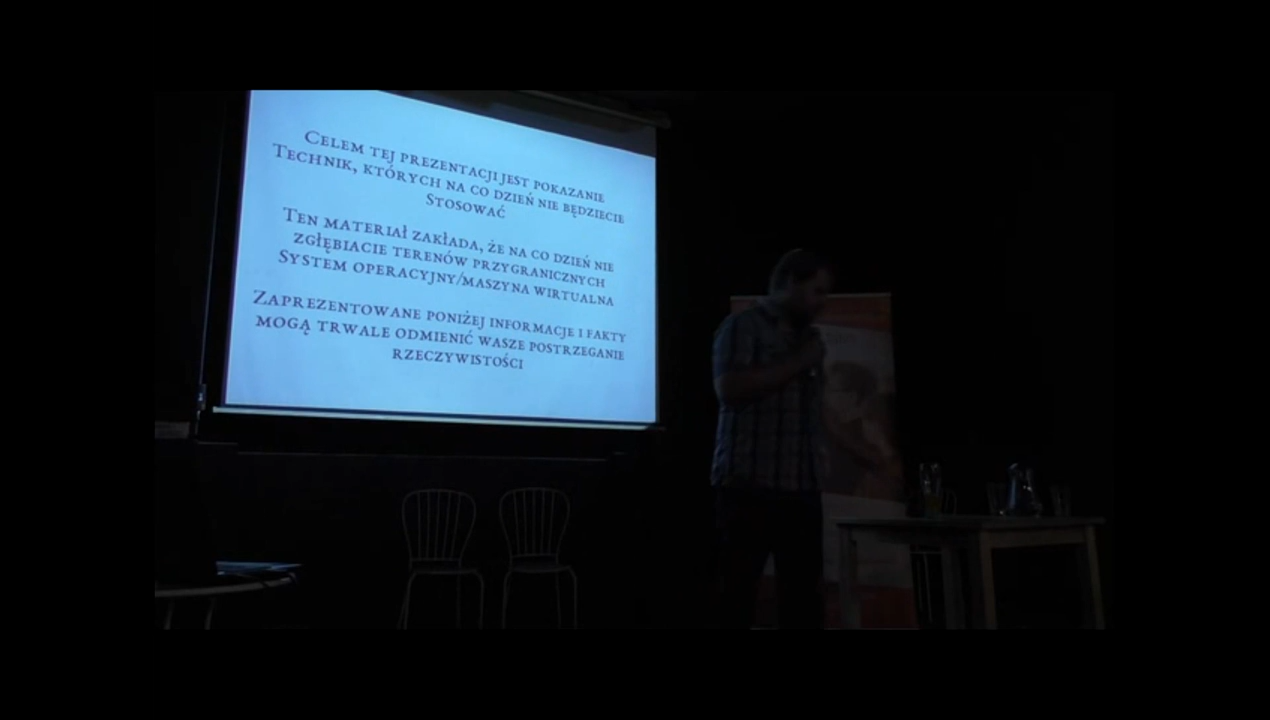 Celem tej prezentacji jest pokazanie
Technik, których na co dzień nie będziecie
Stosować
Ten materiał zakłada, że na co dzień nie
zgłębiacie terenów przygranicznych
System operacyjny/maszyna wirtualna
Zaprezentowane poniżej informacje i fakty
mogą trwale odmienić wasze postrzeganie
rzeczywistości